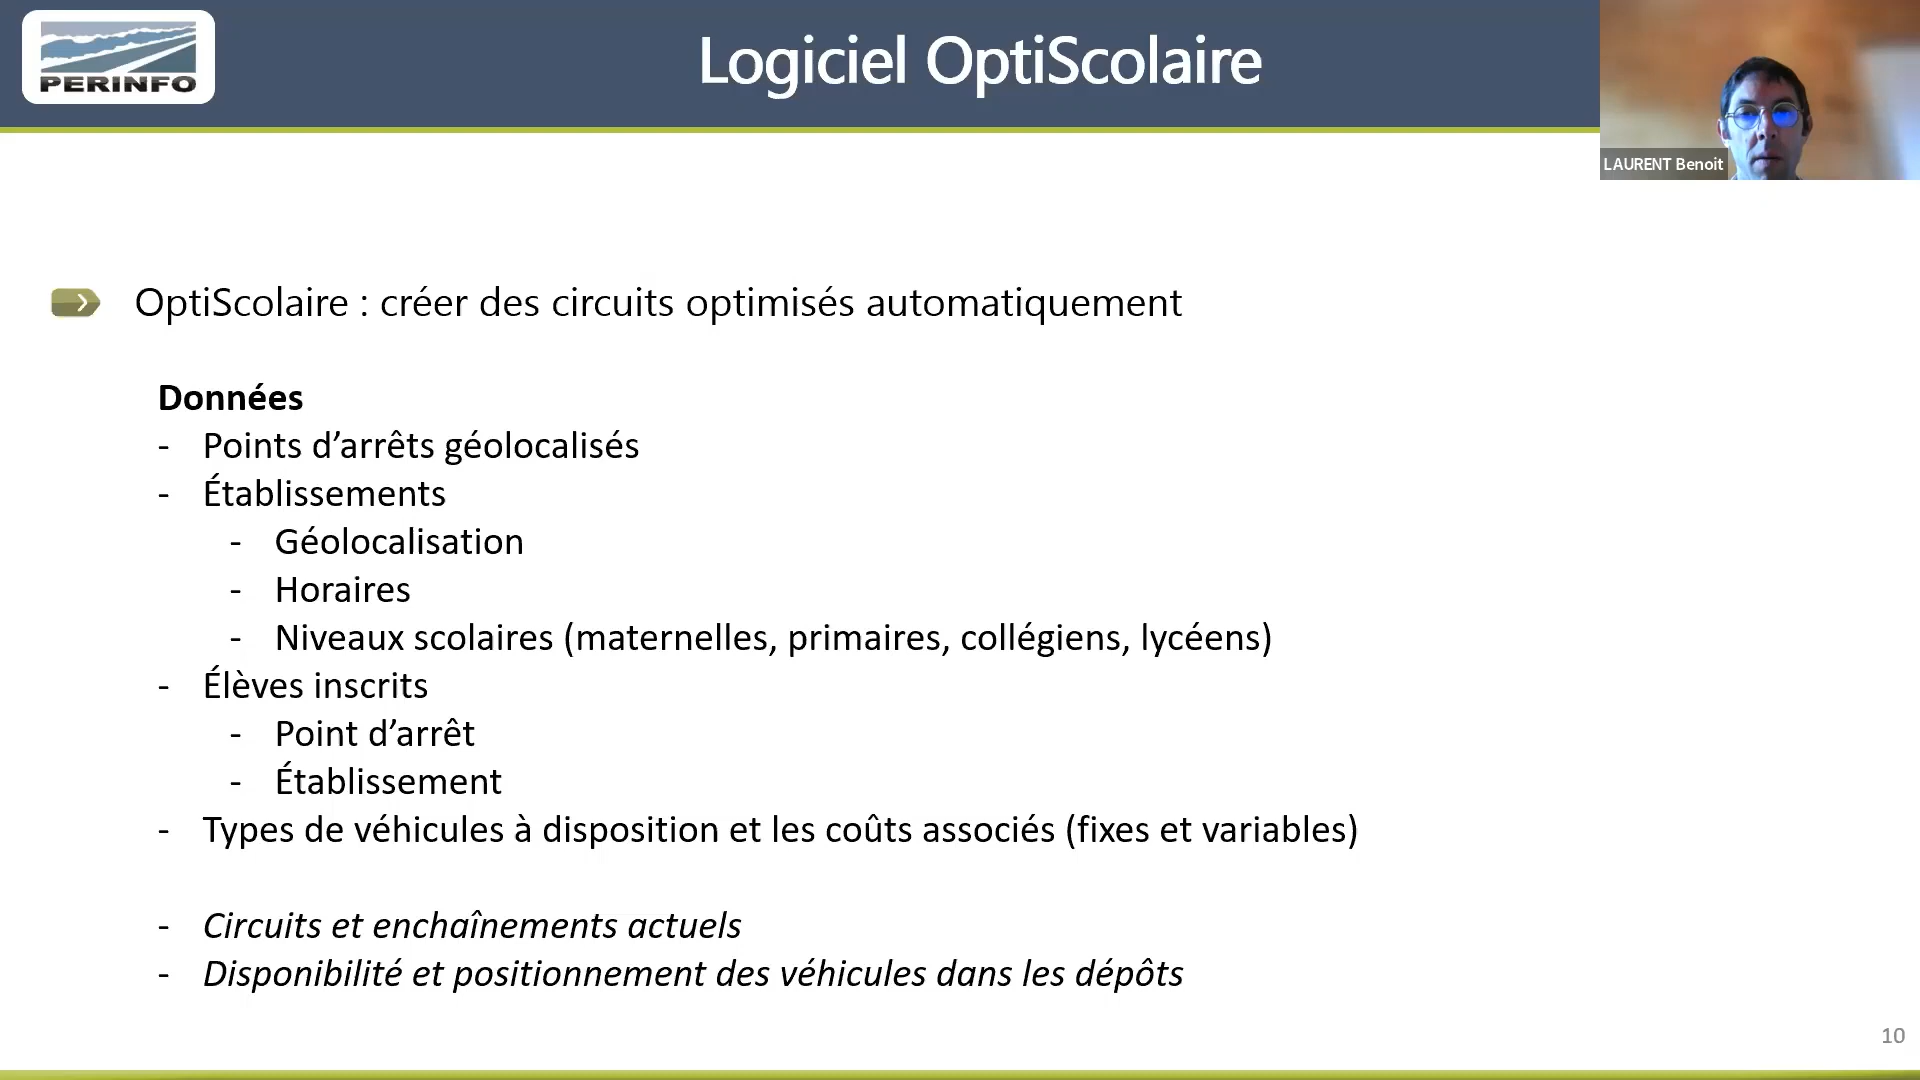 PERINFO
Logiciel OptiScolaire
LAURENT Benoit
OptiScolaire : créer des circuits optimisés automatiquement
Données
- Points d’arrêts géolocalisés
- Établissements
- Géolocalisation
- Horaires
- Niveaux scolaires (maternelles, primaires, collégiens, lycéens)
- Élèves inscrits
- Point d’arrêt
- Établissement
- Types de véhicules à disposition et les coûts associés (fixes et variables)
- Circuits et enchaînements actuels
- Disponibilité et positionnement des véhicules dans les dépôts
10